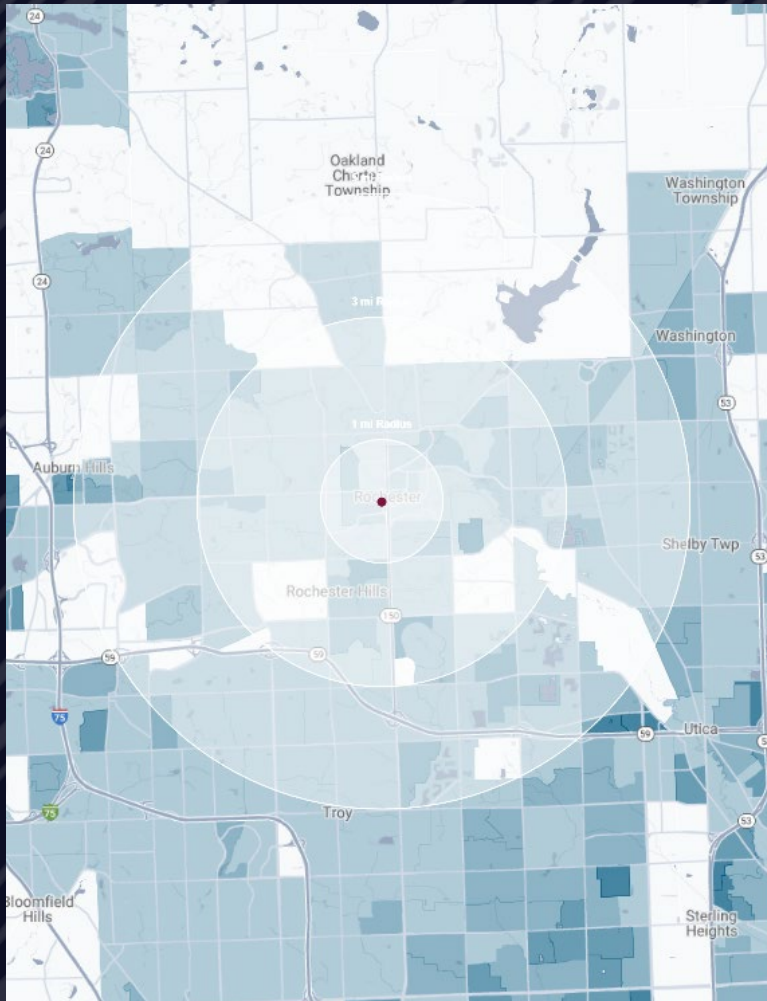 24
24
Oakland
Charter
Township
Washington
Township
24
3 mi
Washington
53
1 mi Radius
Auburn Hills
Rochester
Shelby Twp
53
Rochester Hills
150
59
59
75
59
Utica
75
Troy
53
Bloomfield
Hills
Sterling
Heights